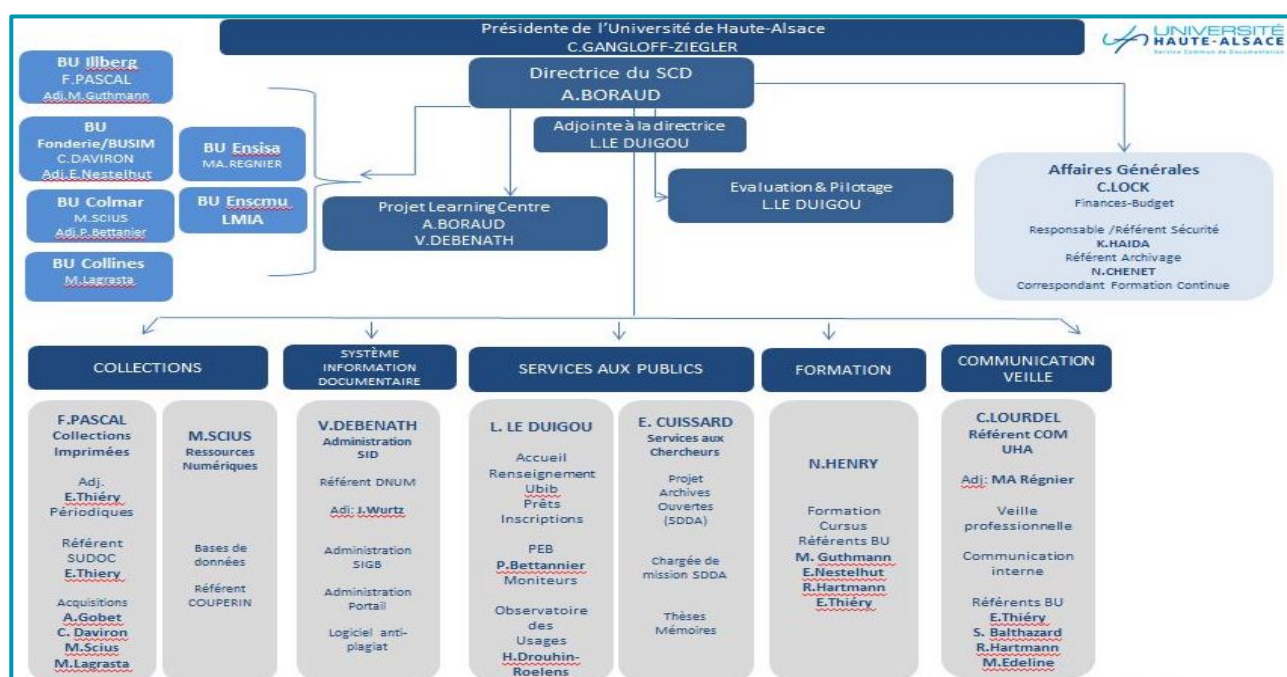 Présidente de l'Université de Haute-Alsace
C.GANGLOFF-ZIEGLER
UNIVERSITÉ
HAUTE-ALSACE
Service Commun de Documentation
BU Illberg
F.PASCAL
Adj.M.Guthmann
BU
Fonderie/BUSIM
C.DAVIRON
Adj.E.Nestelhut
BU Colmar
M.SCIUS
Adj.P.Bettanier
BU Collines
M.Lagrasta
BU Ensisa
MA.REGNIER
BU Enscmu
LMIA
Directrice du SCD
A.BORAUD
Adjointe à la directrice
L.LE DUIGOU
Projet Learning Centre
A.BORAUD
V.DEBENATH
Evaluation & Pilotage
L.LE DUIGOU
Affaires Générales
C.LOCK
Finances-Budget
Responsable /Référent Sécurité
K.HAIDA
Référent Archivage
N.CHENET
Correspondant Formation Continue
COLLECTIONS
F.PASCAL
Collections
Imprimées
Adj.
E.Thiéry
Périodiques
Référent
SUDOC
E.Thiery
Acquisitions
A.Gobet
C. Daviron
M.Scius
M.Lagrasta
M.SCIUS
Ressources
Numériques
Bases de
données
Référent
COUPERIN
SYSTÈME
INFORMATION
DOCUMENTAIRE
V.DEBENATH
Administration
SID
Référent DNUM
Adj: J.Wurtz
Administration
SIGB
Administration
Portail
Logiciel anti-
plagiat
SERVICES AUX PUBLICS
L. LE DUIGOU
Accueil
Renseignement
Ubib
Prêts
Inscriptions
PEB
P.Bettannier
Moniteurs
Observatoire
des
Usages
H.Drouhin-
Roelens
E. CUISSARD
Services aux
Chercheurs
Projet
Archives
Ouvertes
(SDDA)
Chargée de
mission SDDA
Thèses
Mémoires
FORMATION
N.HENRY
Formation
Cursus
Référents BU
M. Guthmann
E.Nestelhut
R.Hartmann
E.Thiéry
COMMUNICATION
VEILLE
C.LOURDEL
Référent COM
UHA
Adj: MA Régnier
Veille
professionnelle
Communication
interne
Référents BU
E.Thiéry
S. Balthazard
R.Hartmann
M.Edeline